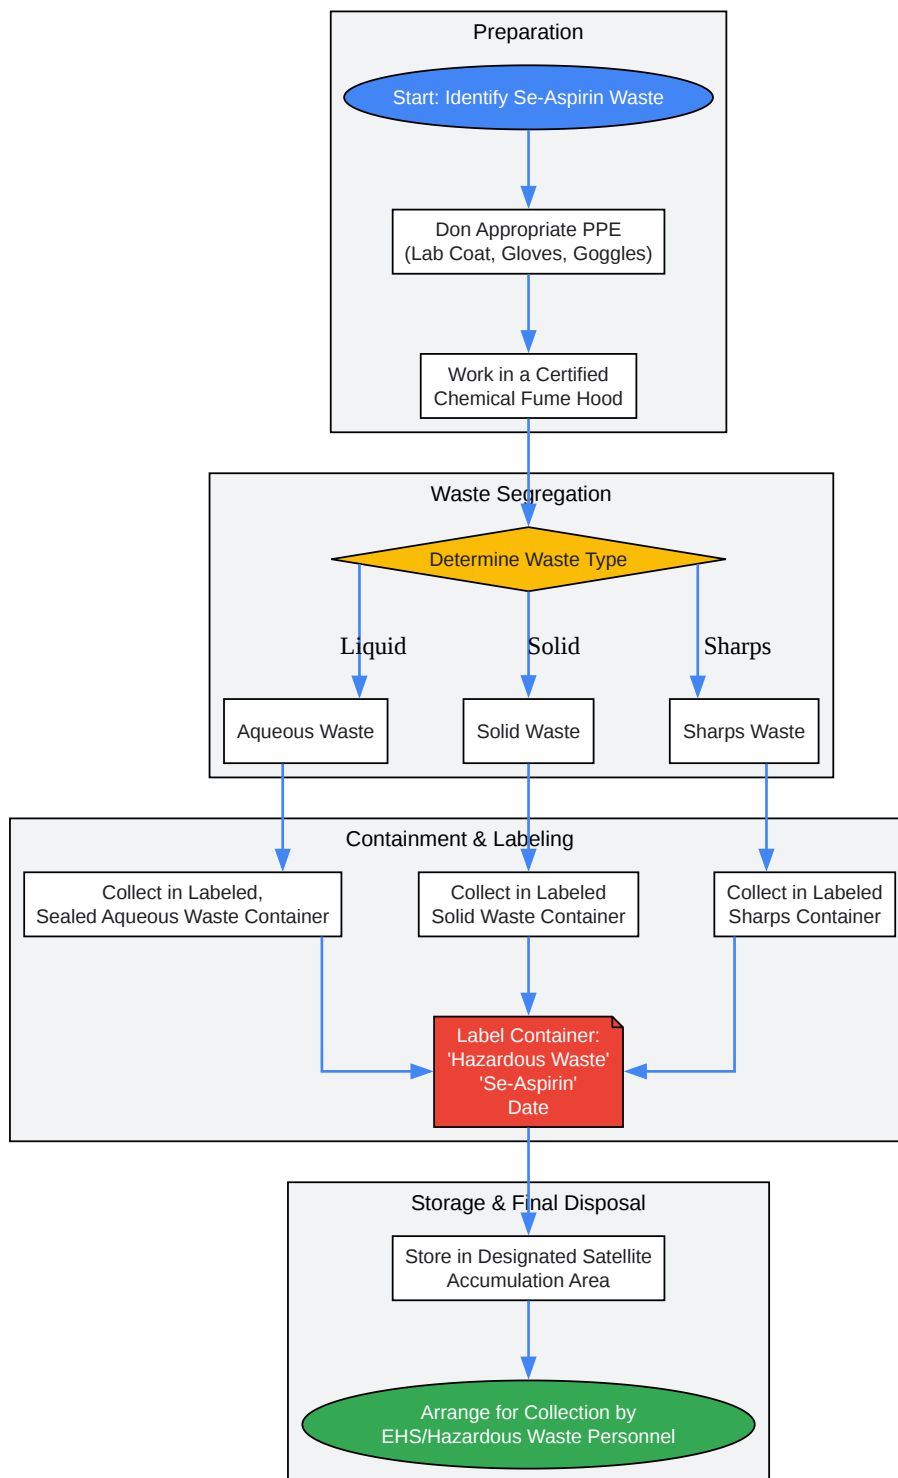 Preparation
Start: Identify Se-Aspirin Waste
Don Appropriate PPE
(Lab Coat, Gloves, Goggles)
Work in a Certified
Chemical Fume Hood
Waste Segregation
Determine Waste Type
Liquid
Solid
Sharps
Aqueous Waste
Solid Waste
Sharps Waste
Containment & Labeling
Collect in Labeled,
Sealed Aqueous Waste Container
Collect in Labeled
Solid Waste Container
Collect in Labeled
Sharps Container
Label Container:
'Hazardous Waste'
'Se-Aspirin'
Date
Storage & Final Disposal
Store in Designated Satellite
Accumulation Area
Arrange for Collection by
EHS/Hazardous Waste Personnel